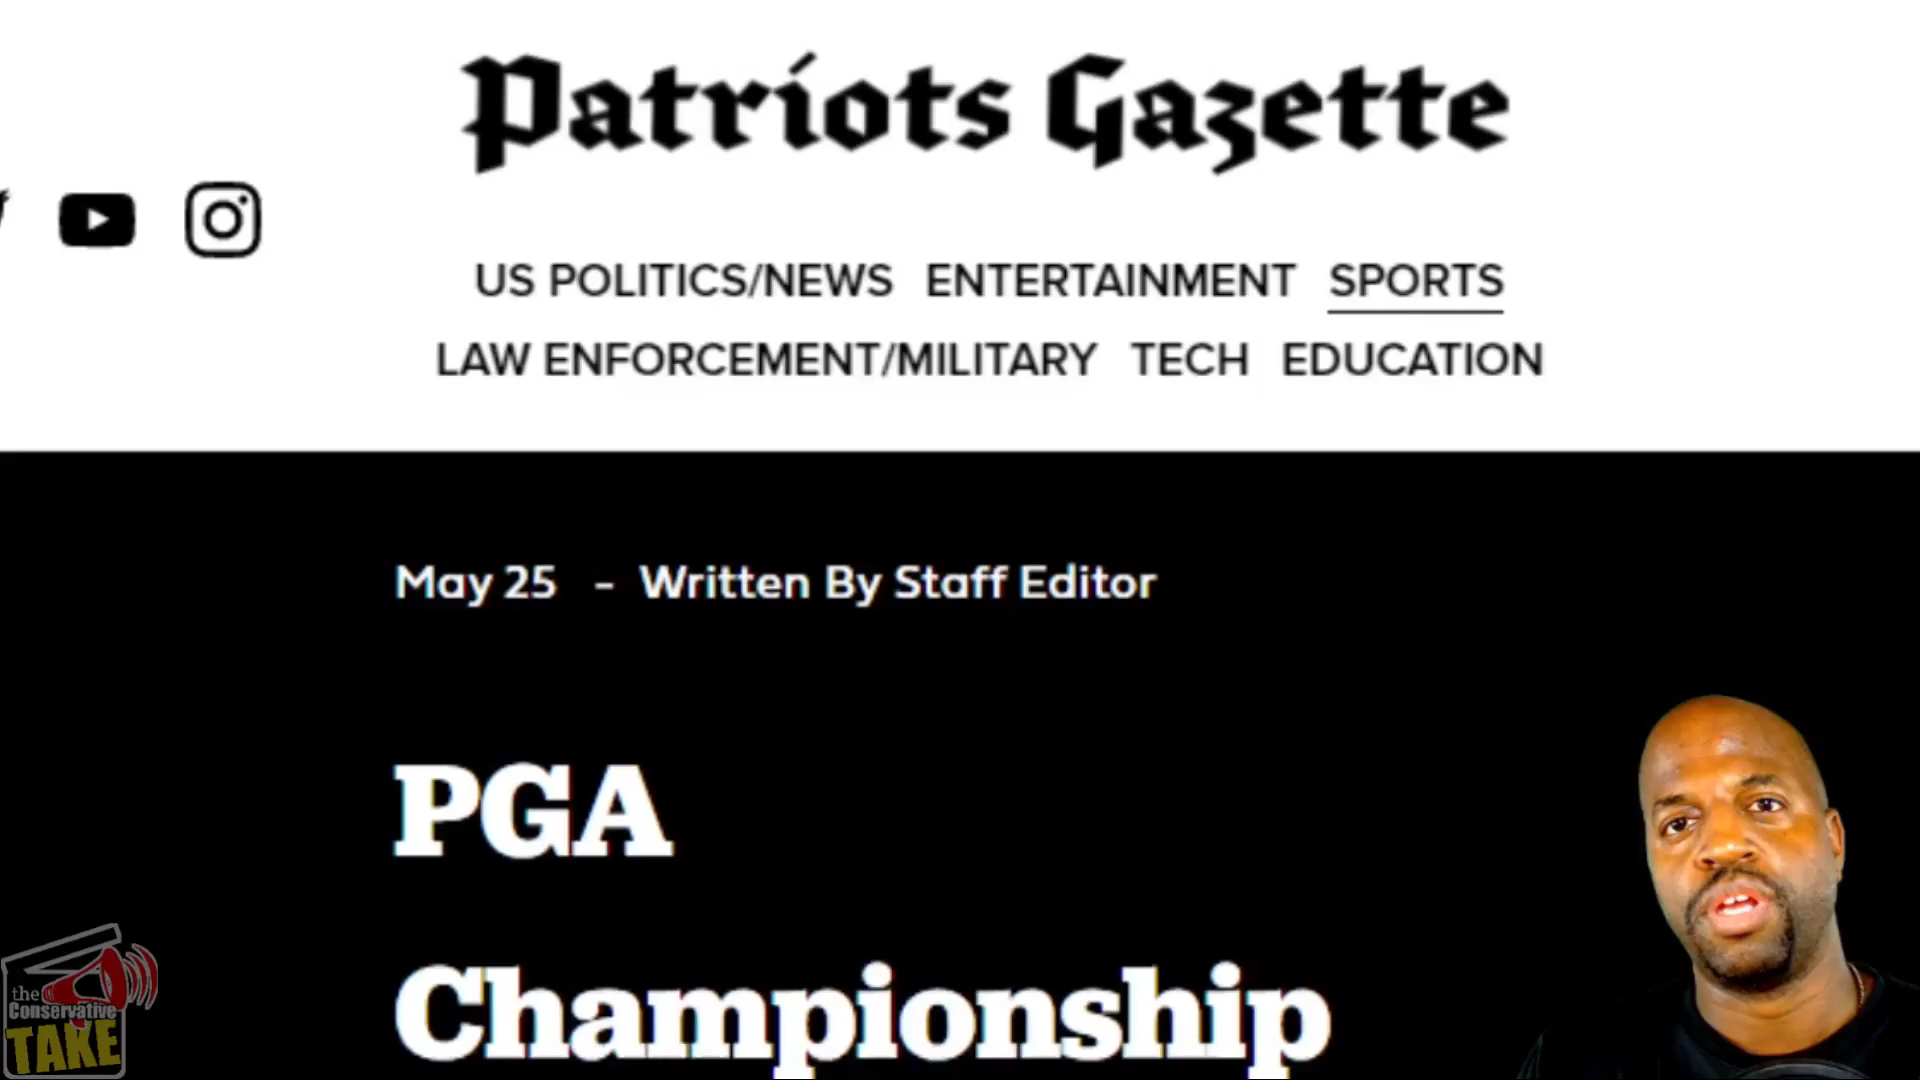 Patriots Gazette
US POLITICS/NEWS ENTERTAINMENT SPORTS
LAW ENFORCEMENT/MILITARY TECH EDUCATION
May 25 - Written By Staff Editor
PGA
Championship
the
Conservative
TAKE